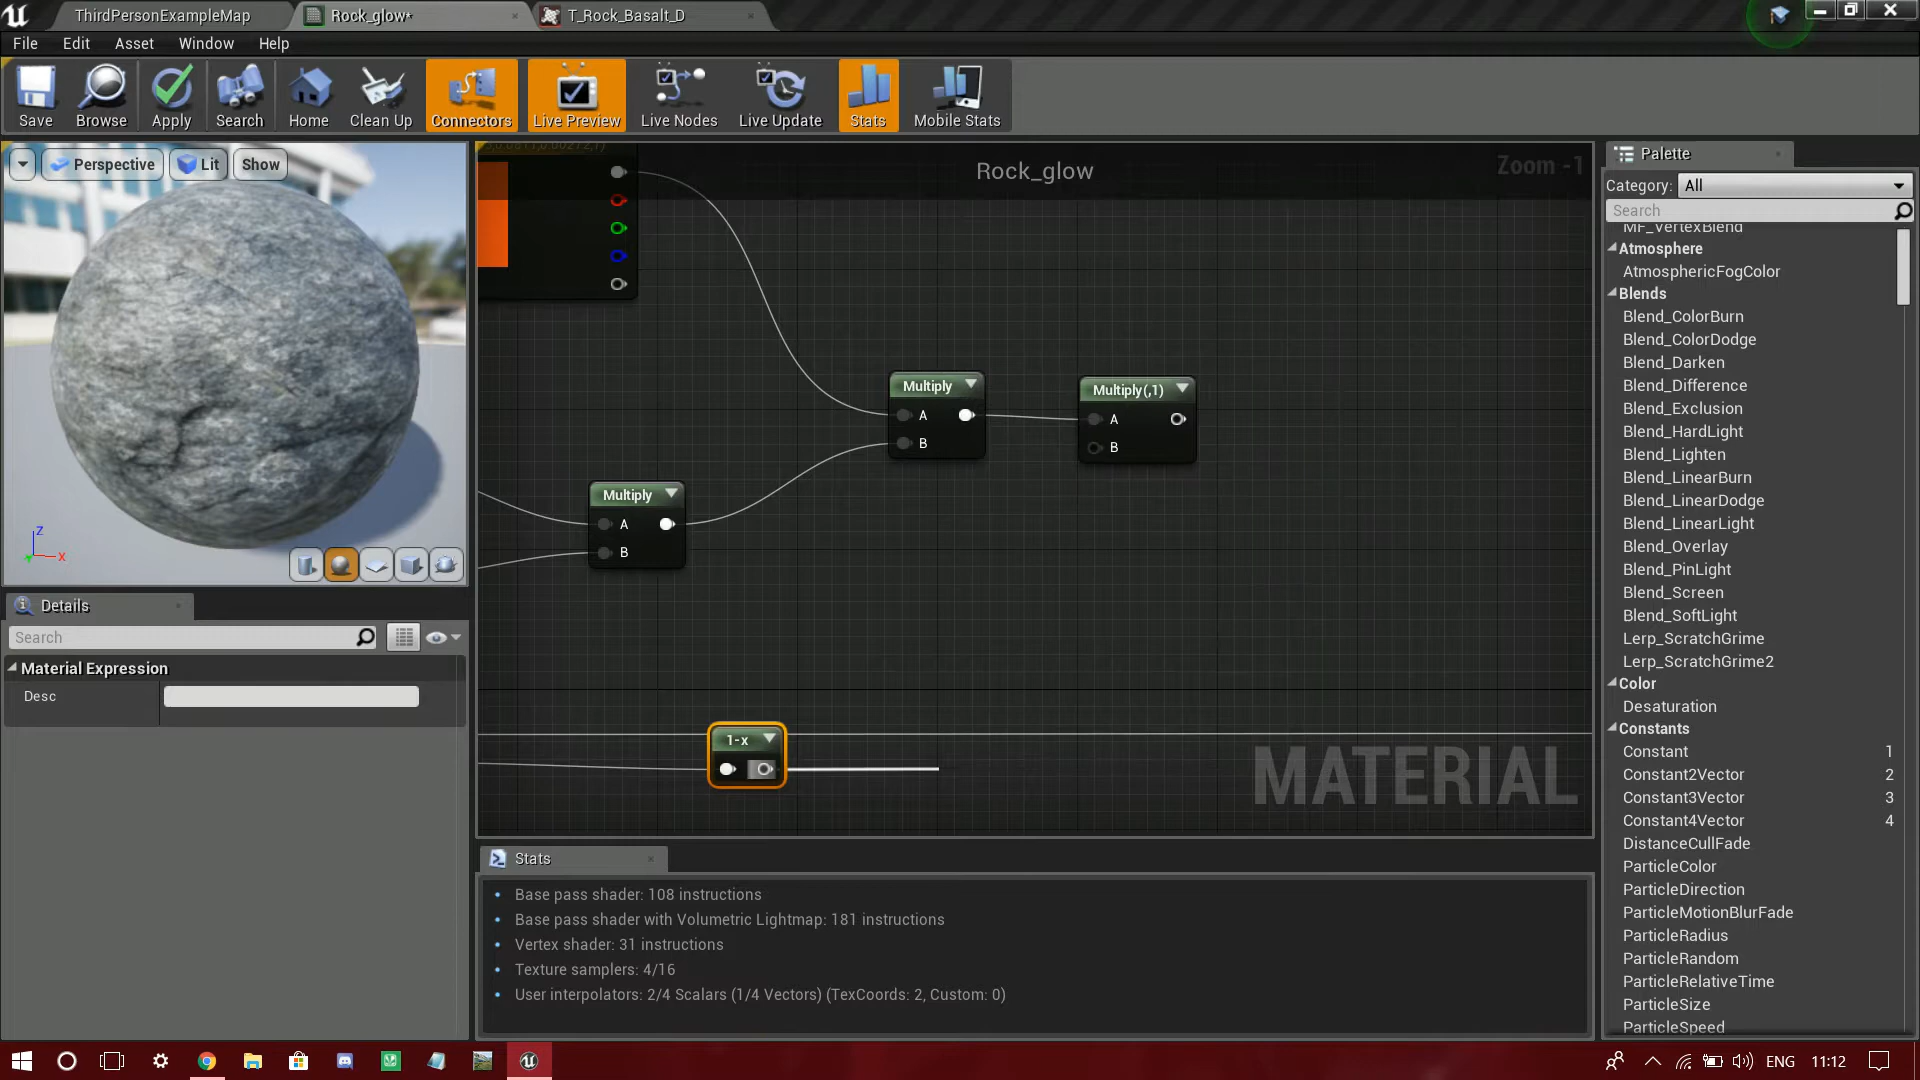 ThirdPersonExampleMap
Rock_glow*
T_Rock_Basalt_D
File
Edit
Asset
Window
Help
Save
Browse
Apply
Search
Home
Clean Up
Connectors
Live Preview
Live Nodes
Live Update
Stats
Mobile Stats
Perspective
Lit
Show
Z
X
Details
Search
Material Expression
Desc
Rock_glow
Zoom -1
Multiply
A
B
Multiply(,1)
A
B
Multiply
A
B
1-x
MATERIAL
Stats
Base pass shader: 108 instructions
Base pass shader with Volumetric Lightmap: 181 instructions
Vertex shader: 31 instructions
Texture samplers: 4/16
User interpolators: 2/4 Scalars (1/4 Vectors) (TexCoords: 2, Custom: 0)
Palette
Category: All
Search
MF_VertexBlend
Atmosphere
AtmosphericFogColor
Blends
Blend_ColorBurn
Blend_ColorDodge
Blend_Darken
Blend_Difference
Blend_Exclusion
Blend_HardLight
Blend_Lighten
Blend_LinearBurn
Blend_LinearDodge
Blend_LinearLight
Blend_Overlay
Blend_PinLight
Blend_Screen
Blend_SoftLight
Lerp_ScratchGrime
Lerp_ScratchGrime2
Color
Desaturation
Constants
Constant 1
Constant2Vector 2
Constant3Vector 3
Constant4Vector 4
DistanceCullFade
ParticleColor
ParticleDirection
ParticleMotionBlurFade
ParticleRadius
ParticleRandom
ParticleRelativeTime
ParticleSize
ParticleSpeed
ENG
11:12